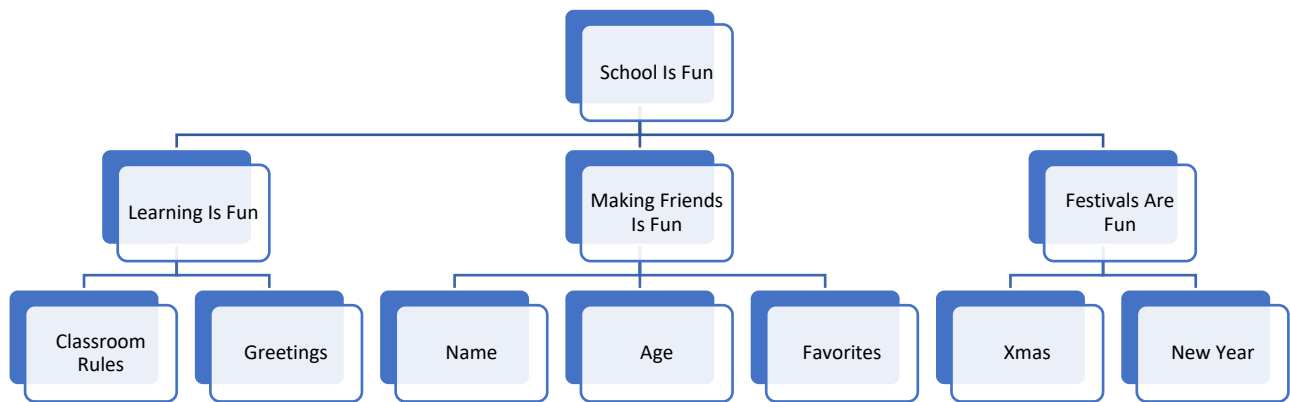 School Is Fun
Learning Is Fun
Making Friends
Is Fun
Festivals Are
Fun
Classroom
Rules
Greetings
Name
Age
Favorites
Xmas
New Year